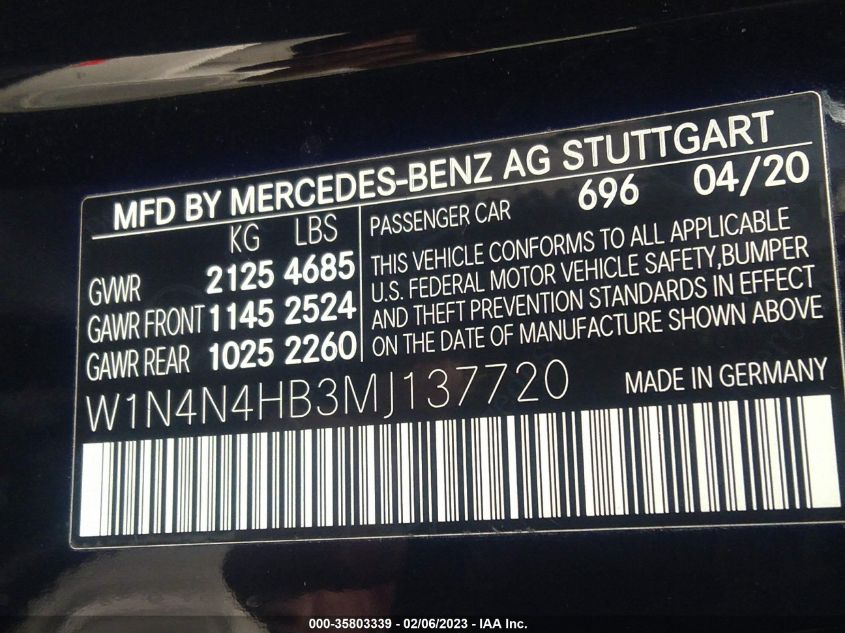 MFD BY MERCEDES-BENZ AG STUTTGART
KG LBS
GVWR 2125 4685
GAWR FRONT 1145 2524
GAWR REAR 1025 2260
PASSENGER CAR 696 04/20
THIS VEHICLE CONFORMS TO ALL APPLICABLE
U.S. FEDERAL MOTOR VEHICLE SAFETY,BUMPER
AND THEFT PREVENTION STANDARDS IN EFFECT
ON THE DATE OF MANUFACTURE SHOWN ABOVE
W1N4N4HB3MJ137720 MADE IN GERMANY
000-35803339 - 02/06/2023 - IAA Inc.